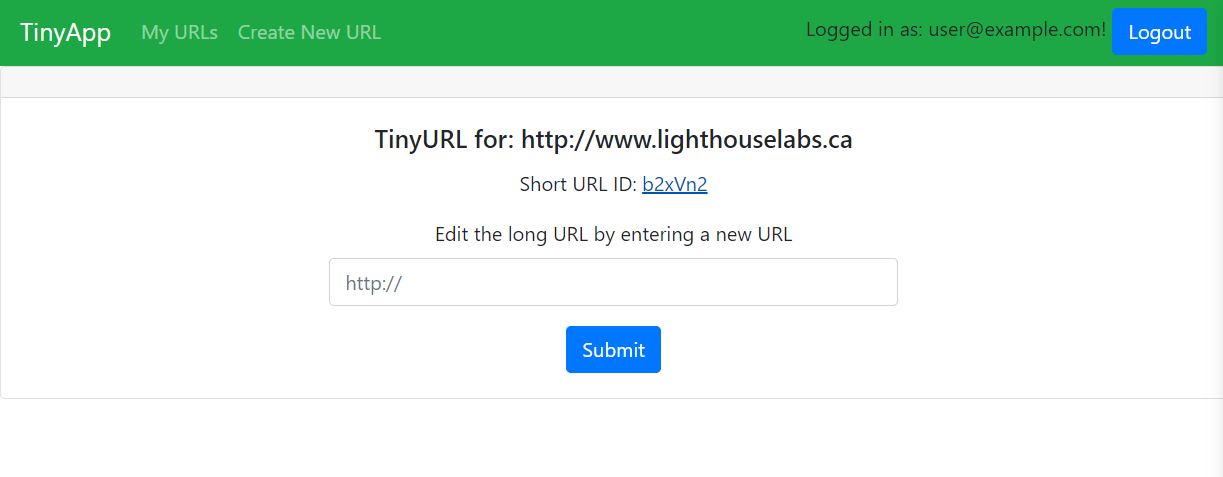 TinyApp My URLs Create New URL Logged in as: user@example.com! Logout
TinyURL for: http://www.lighthouselabs.ca
Short URL ID: b2xVn2
Edit the long URL by entering a new URL
http://
Submit